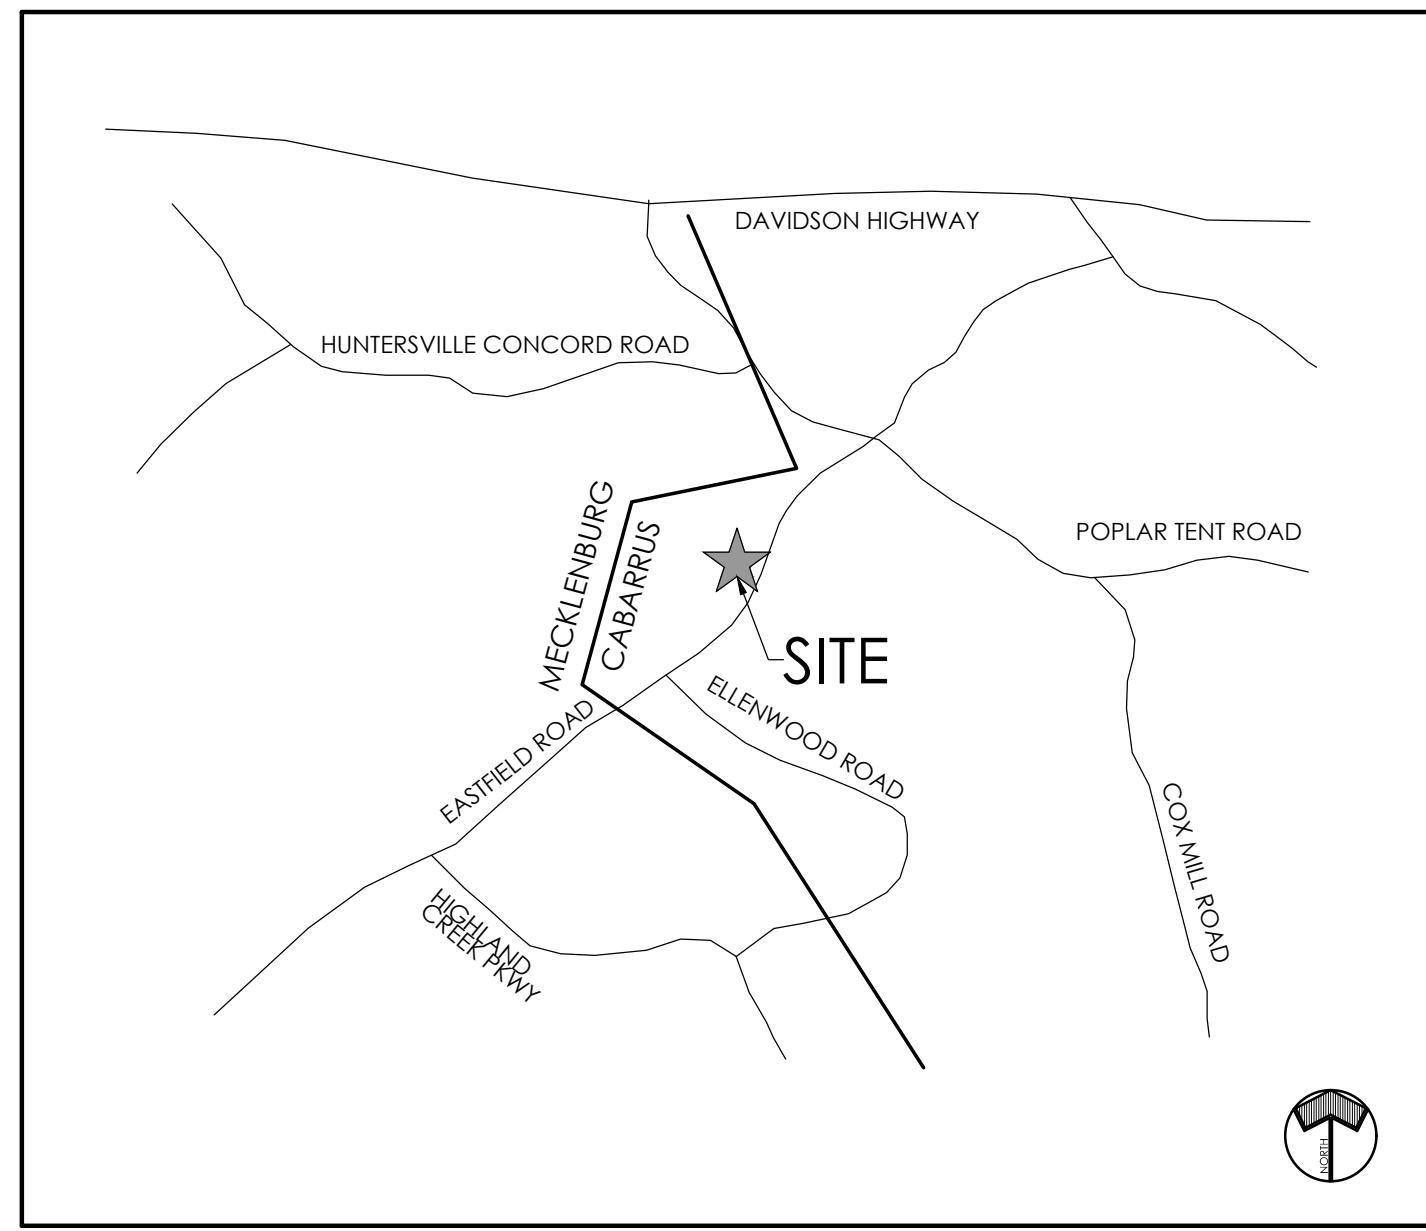 DAVIDSON HIGHWAY
HUNTERSVILLE CONCORD ROAD
MECKLENBURG
CABARRUS
POPLAR TENT ROAD
SITE
ELLENWOOD ROAD
EASTFIELD ROAD
COX MILL ROAD
HIGHLAND
CREEK PKWY
NORTH